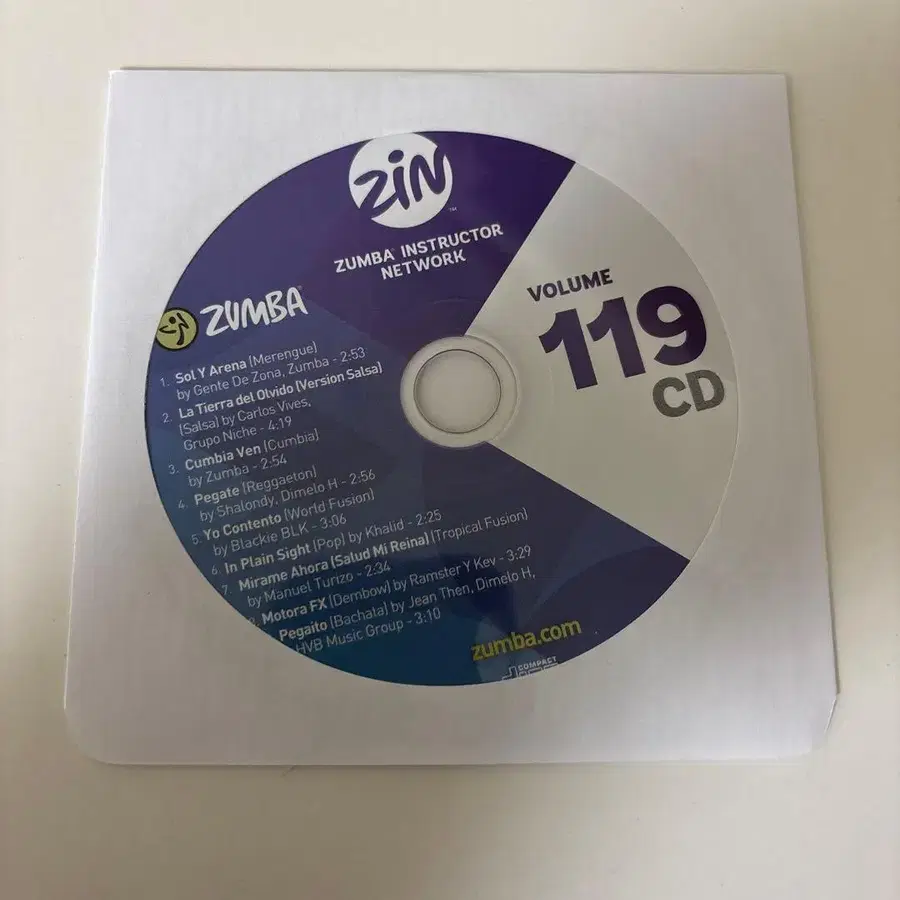 ZiN
™
ZUMBA INSTRUCTOR
NETWORK
ZUMBA
VOLUME
119
CD
1. Sol Y Arena (Merengue)
by Gente De Zona, Zumba - 2:53
2. La Tierra del Olvido (Version Salsa)
(Salsa) by Carlos Vives,
Grupo Niche - 4:19
3. Cumbia Ven (Cumbia)
by Zumba - 2:54
4. Pegate (Reggaeton)
by Shalondy, Dimelo H - 2:56
5. Yo Contento (World Fusion)
by Blackie BLK - 3:06
6. In Plain Sight (Pop) by Khalid - 2:25
7. Mirame Ahora (Salud Mi Reina) (Tropical Fusion)
by Manuel Turizo - 2:34
8. Motora FX (Dembow) by Ramster Y Kev - 3:29
Pegaito (Bachata) by Jean Then, Dimelo H,
HVB Music Group - 3:10
zumba.com
COMPACT